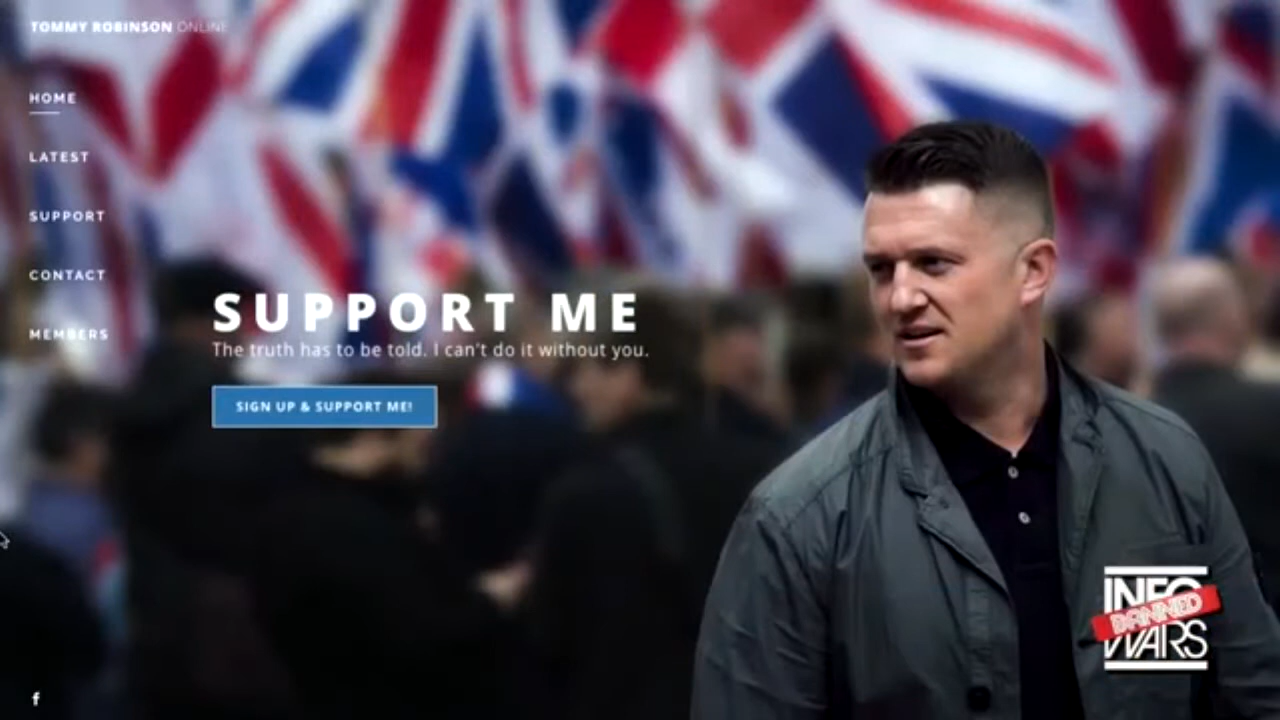 TOMMY ROBINSON ONLINE
HOME
LATEST
SUPPORT
CONTACT
MEMBERS
SUPPORT ME
The truth has to be told. I can't do it without you.
SIGN UP & SUPPORT ME!
INFO
BANNED
WARS
f